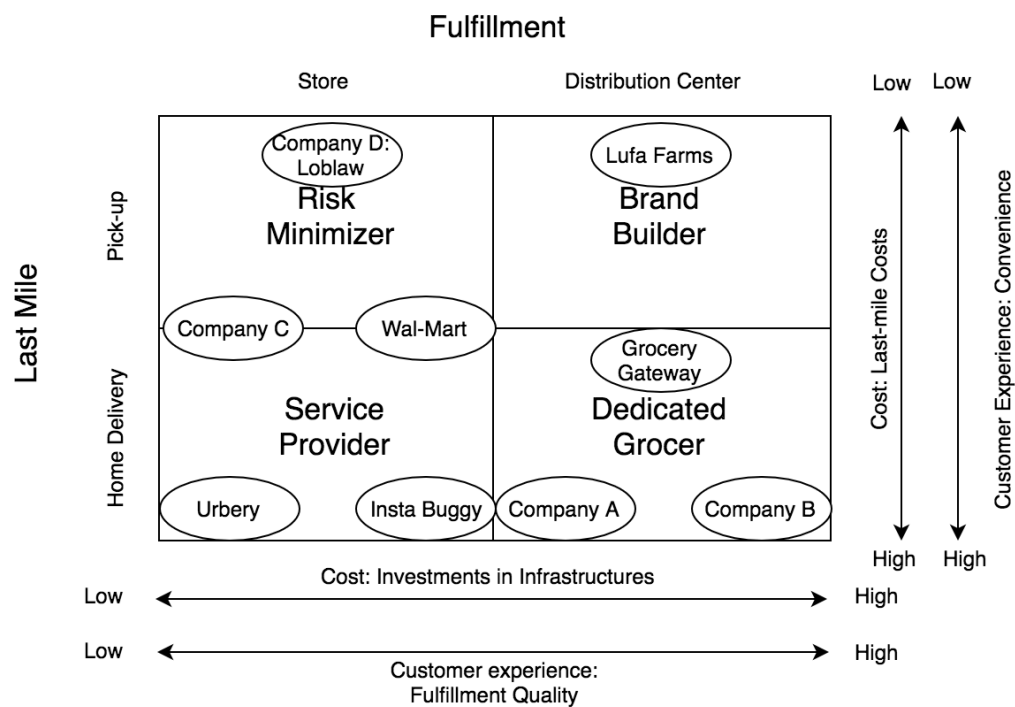 Fulfillment
Store
Distribution Center
Low
Low
Company D:
Loblaw
Lufa Farms
Risk
Minimizer
Brand
Builder
Pick-up
Last Mile
Cost: Last-mile Costs
Customer Experience: Convenience
Company C
Wal-Mart
Grocery
Gateway
Service
Provider
Dedicated
Grocer
Home Delivery
Urbery
Insta Buggy
Company A
Company B
High
High
Cost: Investments in Infrastructures
Low
High
Low
High
Customer experience:
Fulfillment Quality